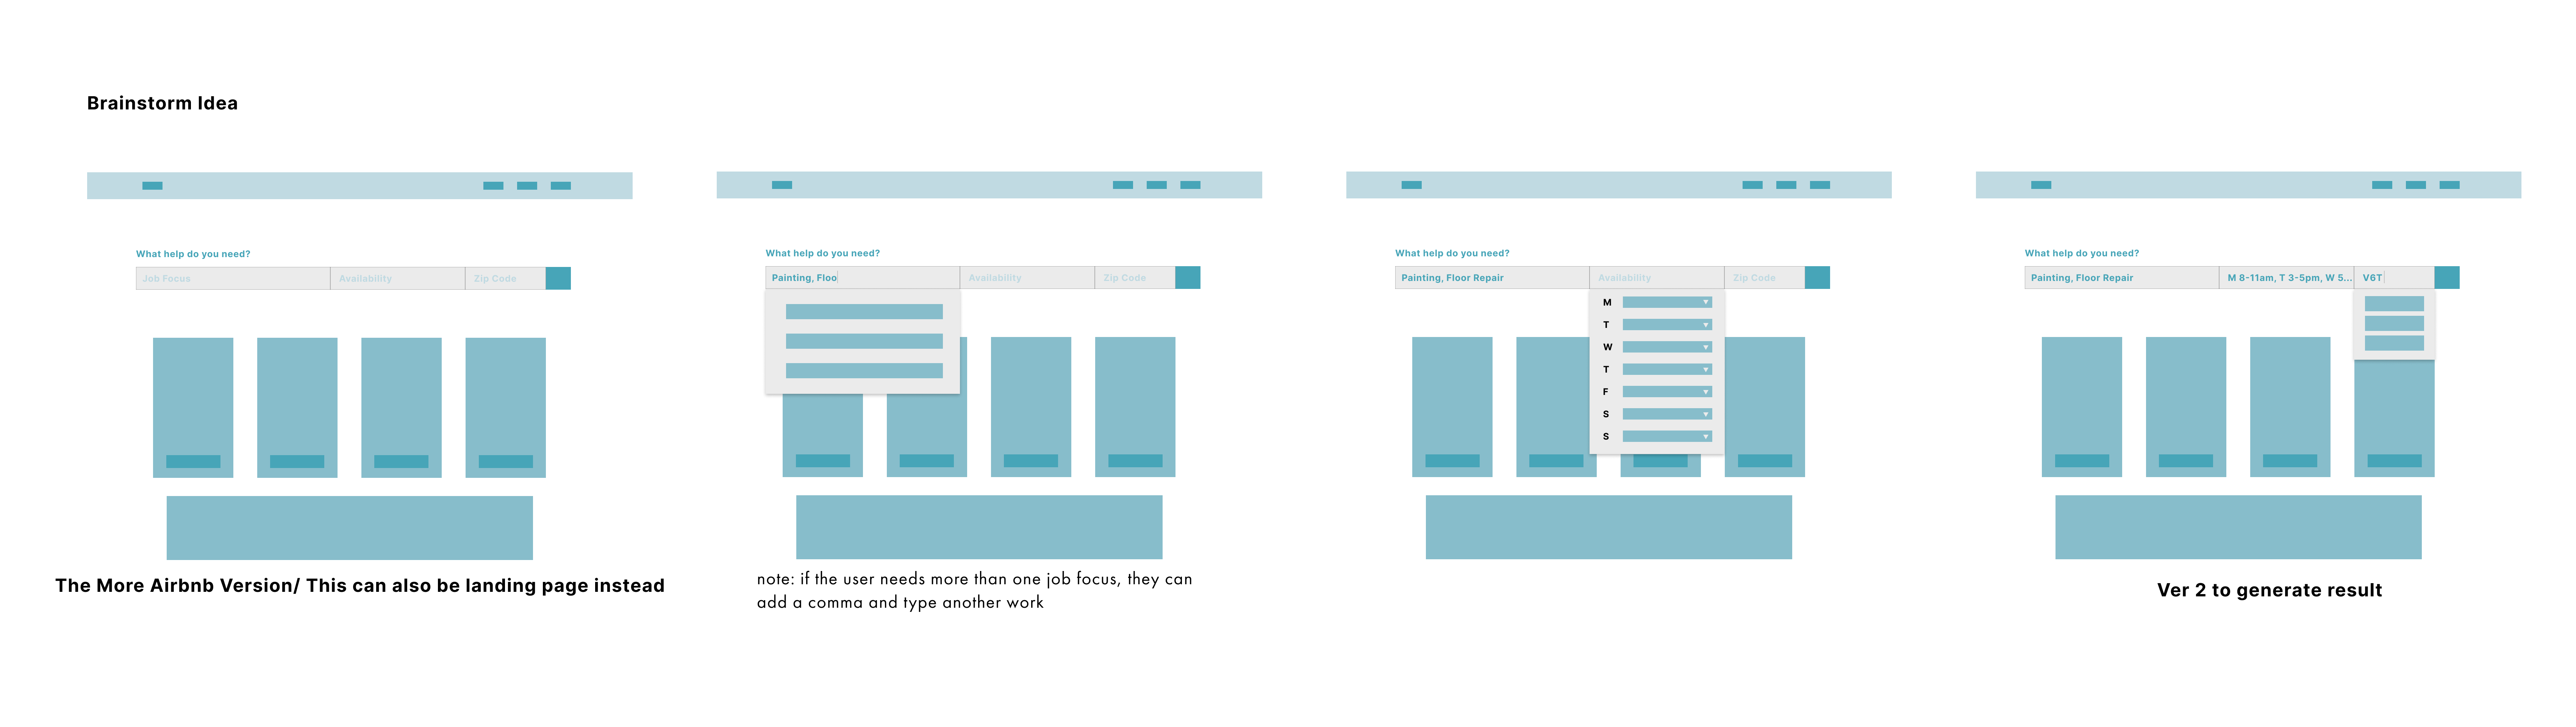 Brainstorm Idea
What help do you need?
Job Focus Availability Zip Code
The More Airbnb Version/ This can also be landing page instead
What help do you need?
Painting, Floo Availability Zip Code
note: if the user needs more than one job focus, they can
add a comma and type another work
What help do you need?
Painting, Floor Repair Availability Zip Code
M
T
W
T
F
S
S
What help do you need?
Painting, Floor Repair M 8-11am, T 3-5pm, W 5... V6T
Ver 2 to generate result